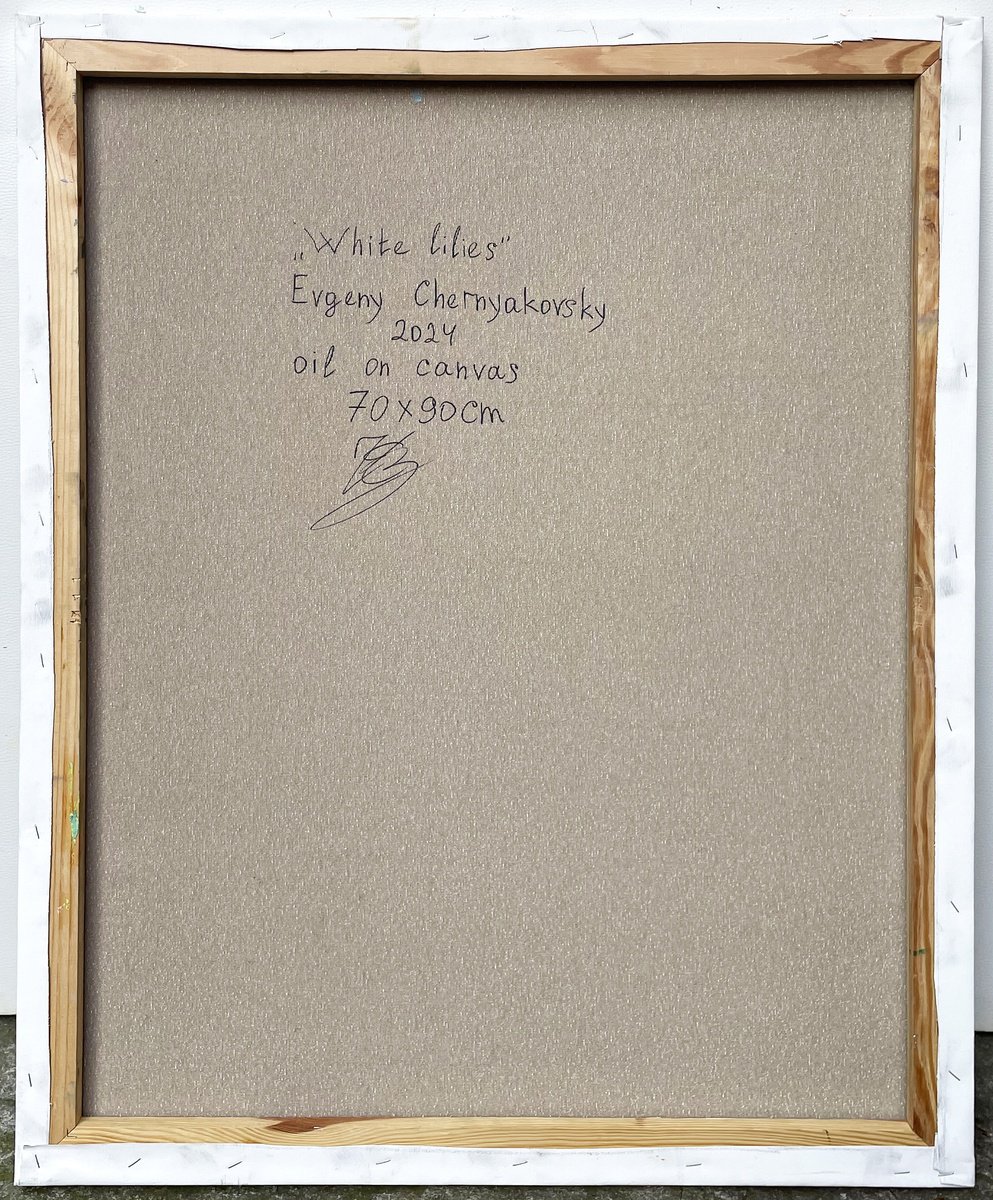 „White lilies"
Evgeny Chernyakovsky
2024
oil on canvas
70x90cm